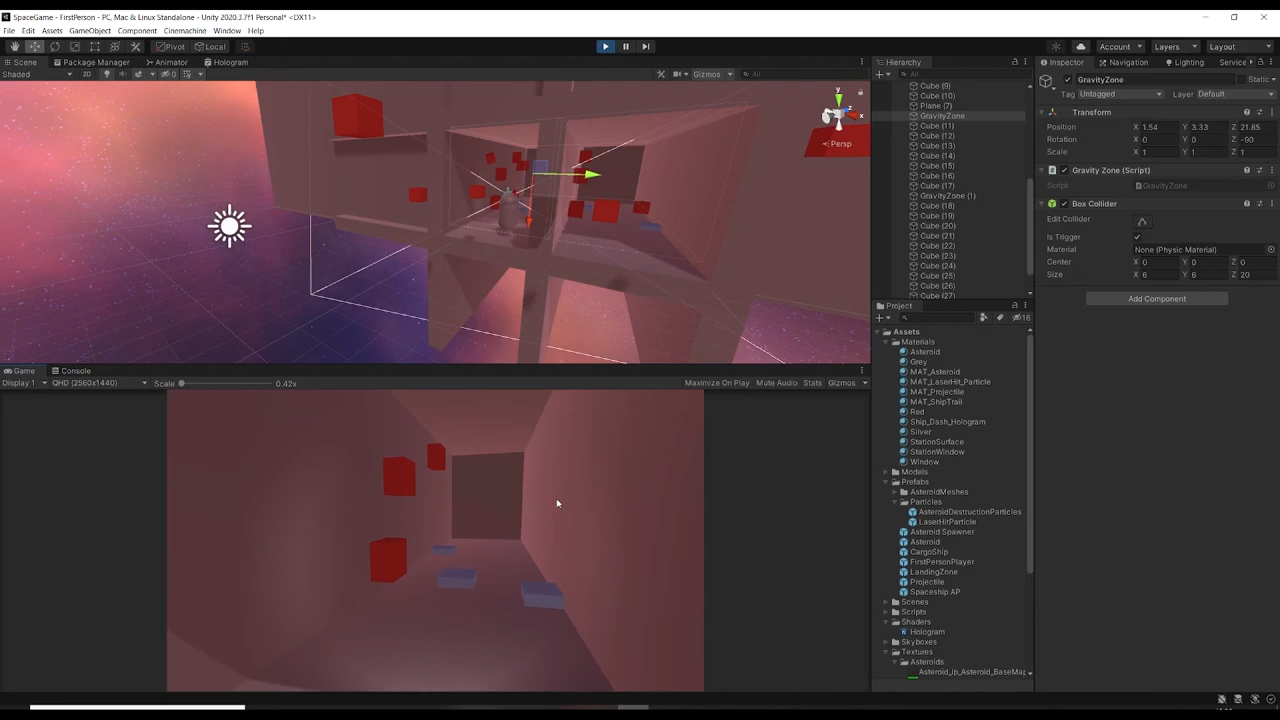 SpaceGame - FirstPerson - PC, Mac & Linux Standalone - Unity 2020.3.7f1 Personal* <DX11>
File Edit Assets GameObject Component Cinemachine Window Help
Pivot Local Account Layers Layout
Scene Package Manager Animator Hologram
Shaded 2D 0 Gizmos All
y
x
z
Persp
Game Console
Display 1 QHD (2560x1440) Scale 0.42x Maximize On Play Mute Audio Stats Gizmos
Hierarchy
All
Cube (9)
Cube (10)
Plane (7)
GravityZone
Cube (11)
Cube (12)
Cube (13)
Cube (14)
Cube (15)
Cube (16)
Cube (17)
GravityZone (1)
Cube (18)
Cube (19)
Cube (20)
Cube (21)
Cube (22)
Cube (23)
Cube (24)
Cube (25)
Cube (26)
Cube (27)
Project
16
Assets
Materials
Asteroid
Grey
MAT_Asteroid
MAT_LaserHit_Particle
MAT_Projectile
MAT_ShipTrail
Red
Ship_Dash_Hologram
Silver
StationSurface
StationWindow
Window
Models
Prefabs
AsteroidMeshes
Particles
AsteroidDestructionParticles
LaserHitParticle
Asteroid Spawner
Asteroid
CargoShip
FirstPersonPlayer
LandingZone
Projectile
Spaceship AP
Scenes
Scripts
Shaders
Hologram
Skyboxes
Textures
Asteroids
Asteroid_lp_Asteroid_BaseMap
Inspector Navigation Lighting Service
GravityZone Static
Tag Untagged Layer Default
Transform
Position X 1.54 Y 3.33 Z 21.85
Rotation X 0 Y 0 Z -90
Scale X 1 Y 1 Z 1
Gravity Zone (Script)
Script GravityZone
Box Collider
Edit Collider
Is Trigger
Material None (Physic Material)
Center X 0 Y 0 Z 0
Size X 6 Y 6 Z 20
Add Component